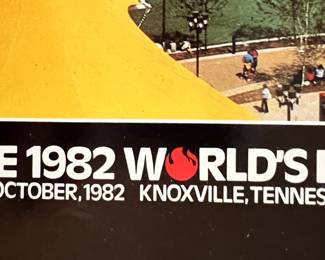 E 1982 WORLD'S F
OCTOBER, 1982 KNOXVILLE, TENNES